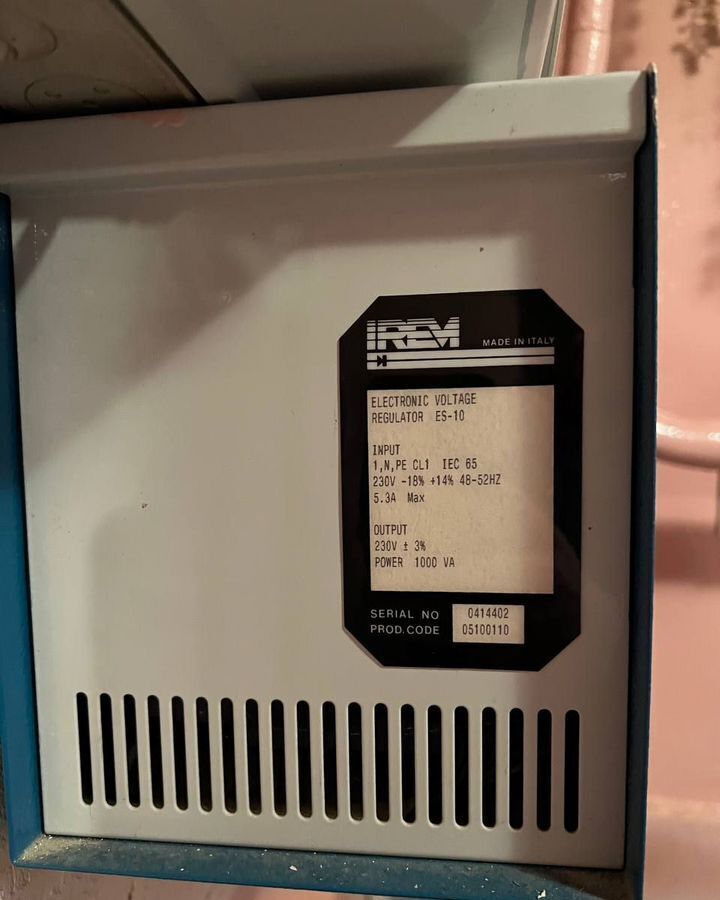 IREM
MADE IN ITALY
ELECTRONIC VOLTAGE
REGULATOR ES-10
INPUT
1,N,PE CL1 IEC 65
230V -18% +14% 48-52HZ
5.3A Max
OUTPUT
230V ± 3%
POWER 1000 VA
SERIAL NO 0414402
PROD.CODE 05100110